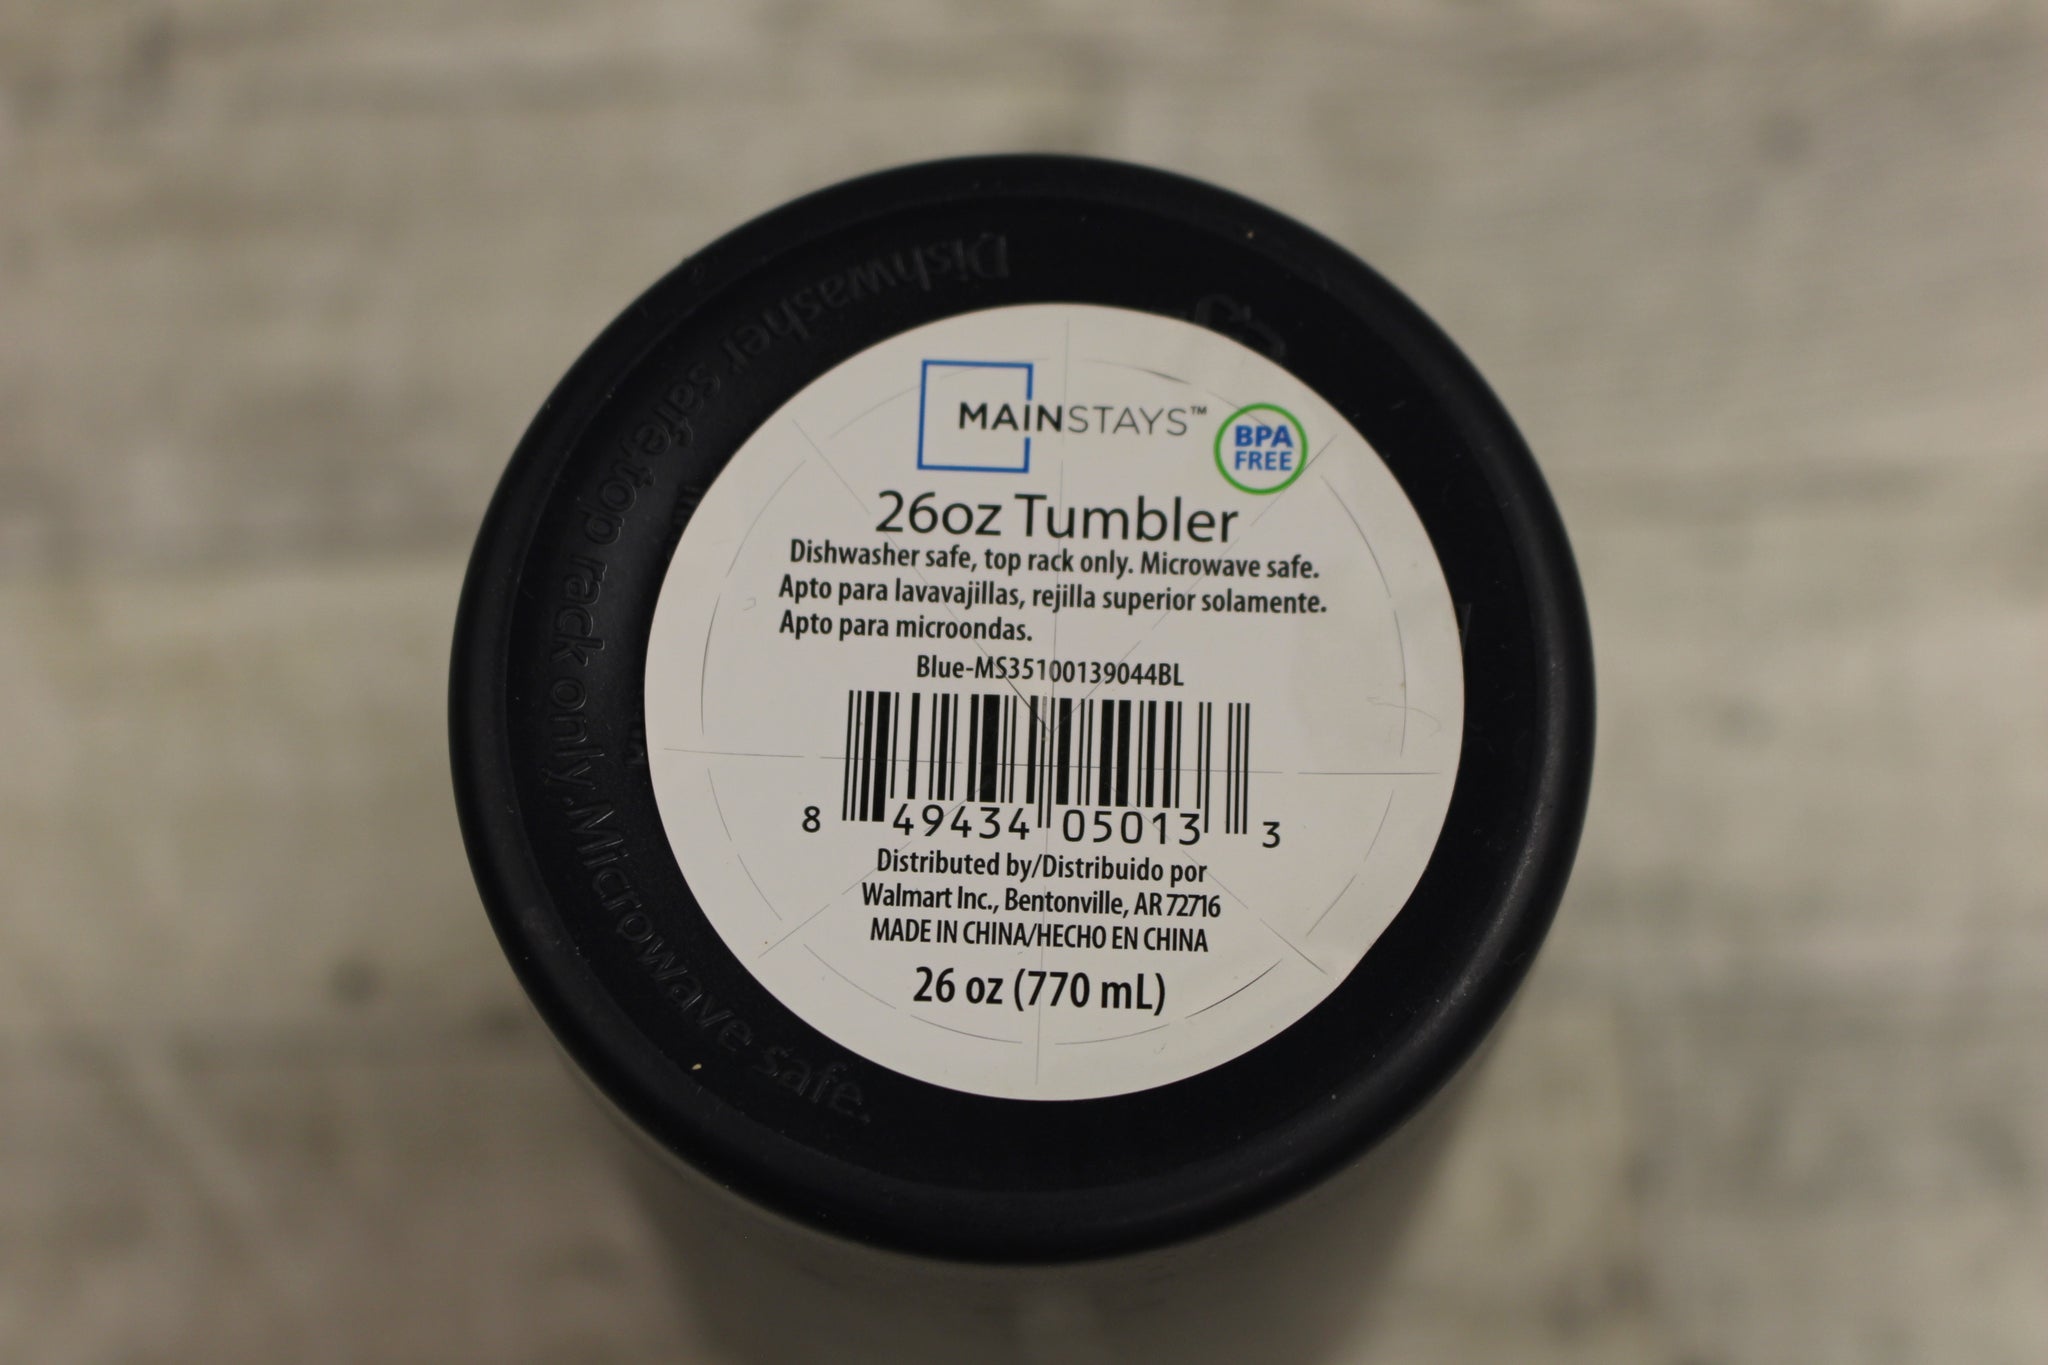 MAINSTAYS™
BPA
FREE
26oz Tumbler
Dishwasher safe, top rack only. Microwave safe.
Apto para lavavajillas, rejilla superior solamente.
Apto para microondas.
Blue-MS35100139044BL
8 49434 05013 3
Distributed by/Distribuido por
Walmart Inc., Bentonville, AR 72716
MADE IN CHINA/HECHO EN CHINA
26 oz (770 mL)
Dishwasher safe,top rack only.Microwave safe.